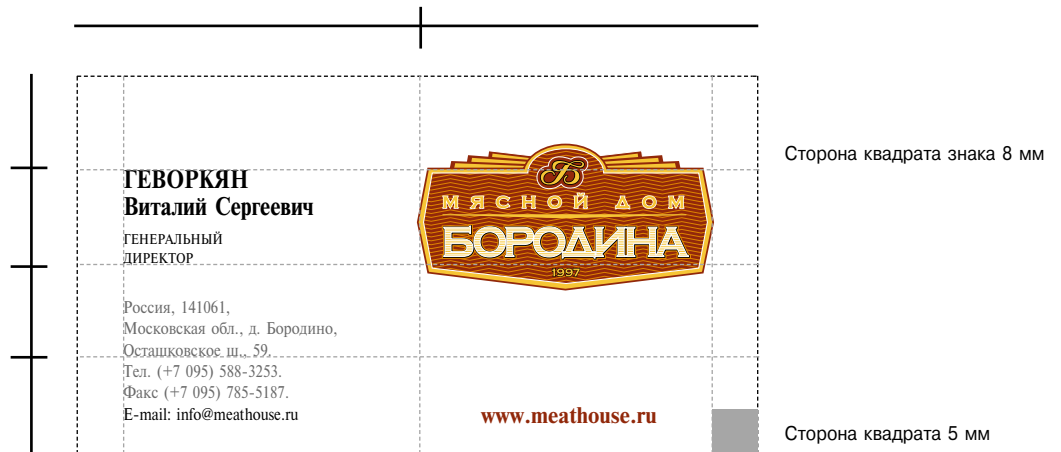 Сторона квадрата знака 8 мм
ГЕВОРКЯН
Виталий Сергеевич
ГЕНЕРАЛЬНЫЙ
ДИРЕКТОР
Б
МЯСНОЙ ДОМ
БОРОДИНА
1997
Россия, 141061,
Московская обл., д. Бородино,
Осташковское ш., 59.
Тел. (+7 095) 588-3253.
Факс (+7 095) 785-5187.
E-mail: info@meathouse.ru
www.meathouse.ru
Сторона квадрата 5 мм